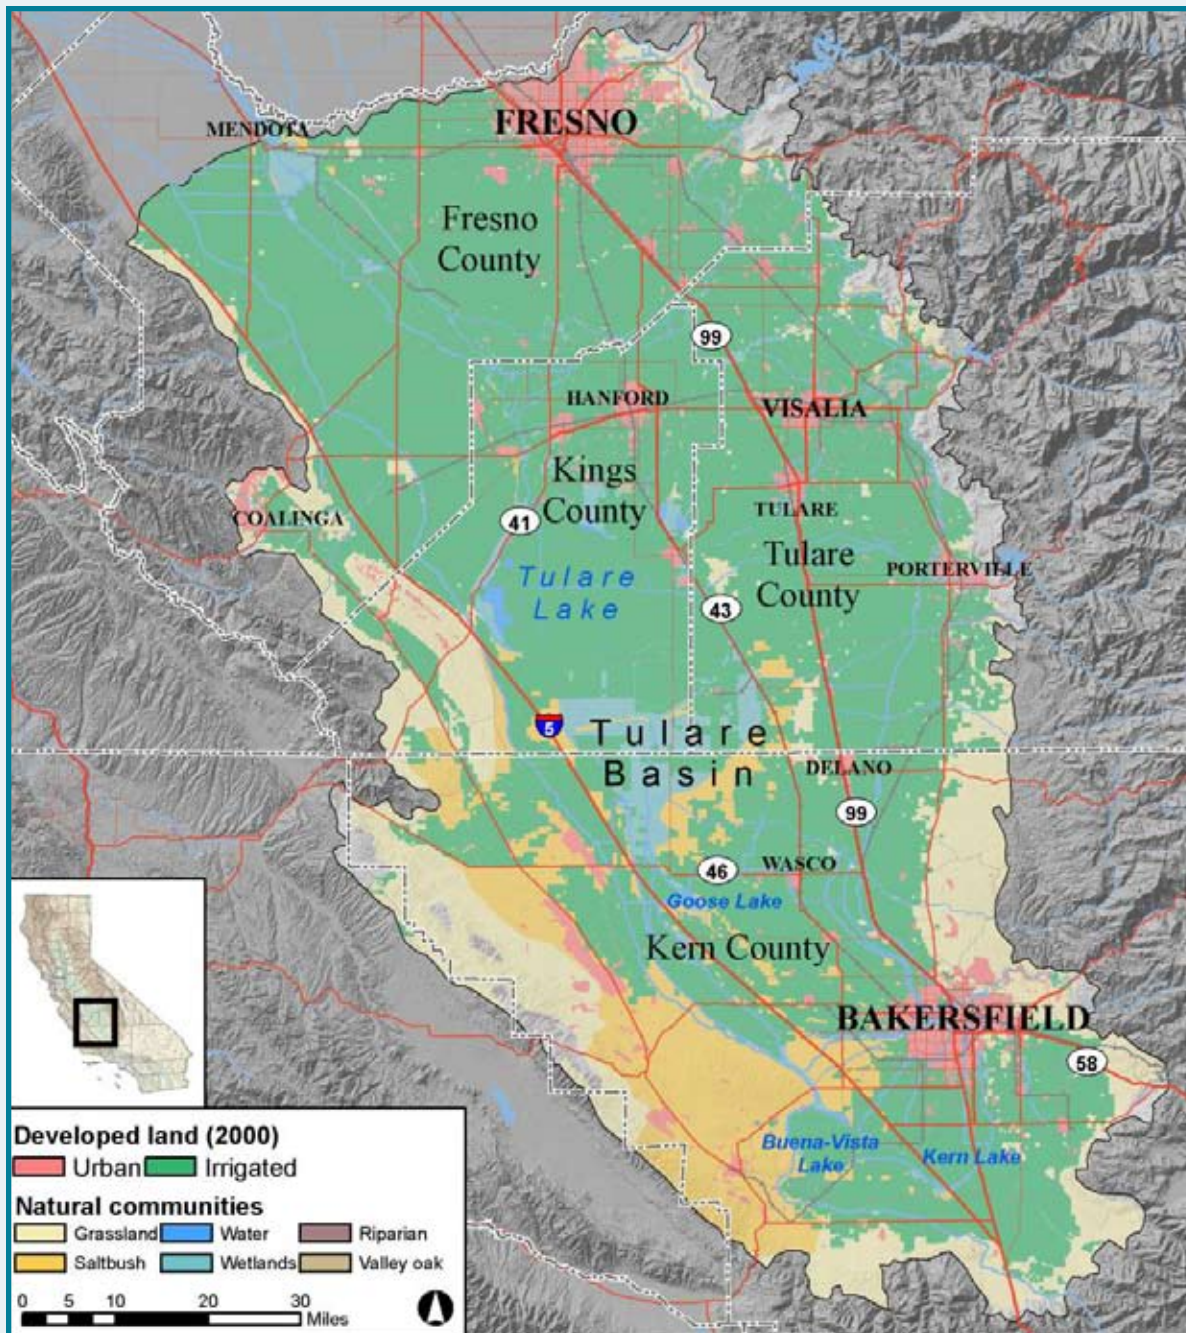 MENDOTA
FRESNO
Fresno
County
99
HANFORD
VISALIA
Kings
County
41
COALINGA
TULARE
Tulare
County
PORTERVILLE
Tulare
Lake
43
5
Tulare
Basin
DELANO
99
46
WASCO
Goose Lake
Kern County
BAKERSFIELD
58
Buena-Vista
Lake
Kern Lake
Developed land (2000)
Urban Irrigated
Natural communities
Grassland Water Riparian
Saltbush Wetlands Valley oak
0 5 10 20 30
Miles